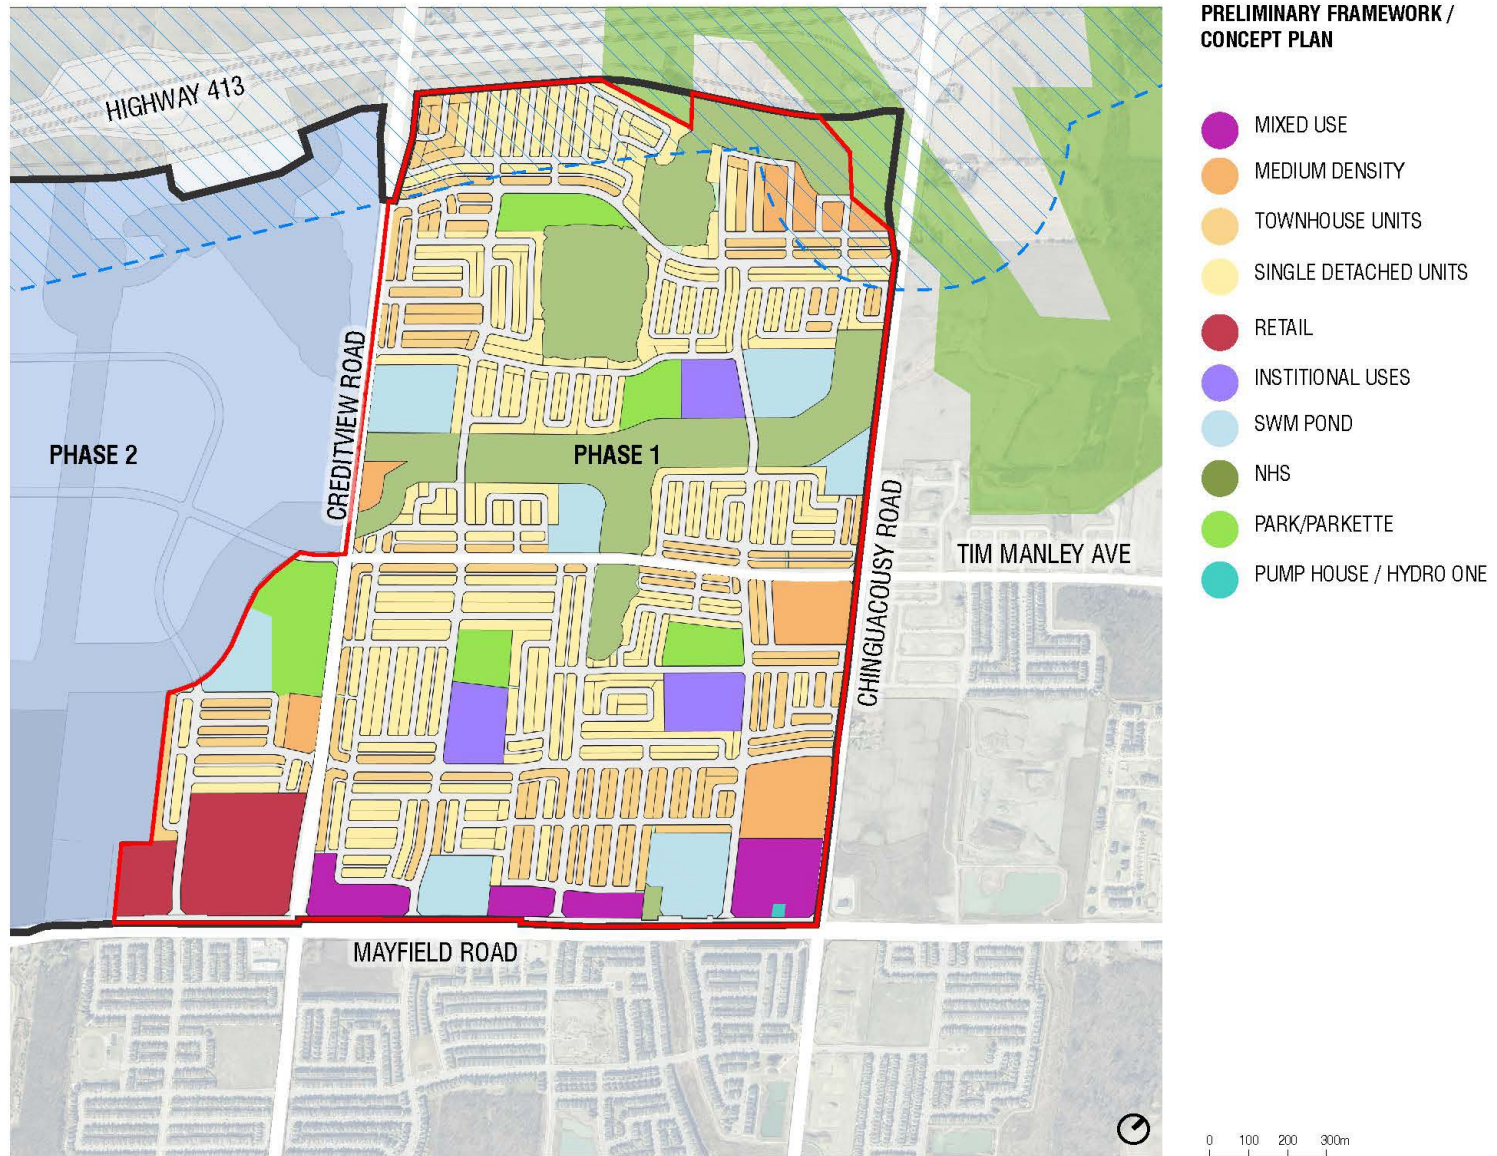 PRELIMINARY FRAMEWORK /
CONCEPT PLAN
MIXED USE
MEDIUM DENSITY
TOWNHOUSE UNITS
SINGLE DETACHED UNITS
RETAIL
INSTITIONAL USES
SWM POND
NHS
PARK/PARKETTE
PUMP HOUSE / HYDRO ONE
HIGHWAY 413
CREDITVIEW ROAD
PHASE 2
PHASE 1
CHINGUACOUSY ROAD
TIM MANLEY AVE
MAYFIELD ROAD
0 100 200 300m